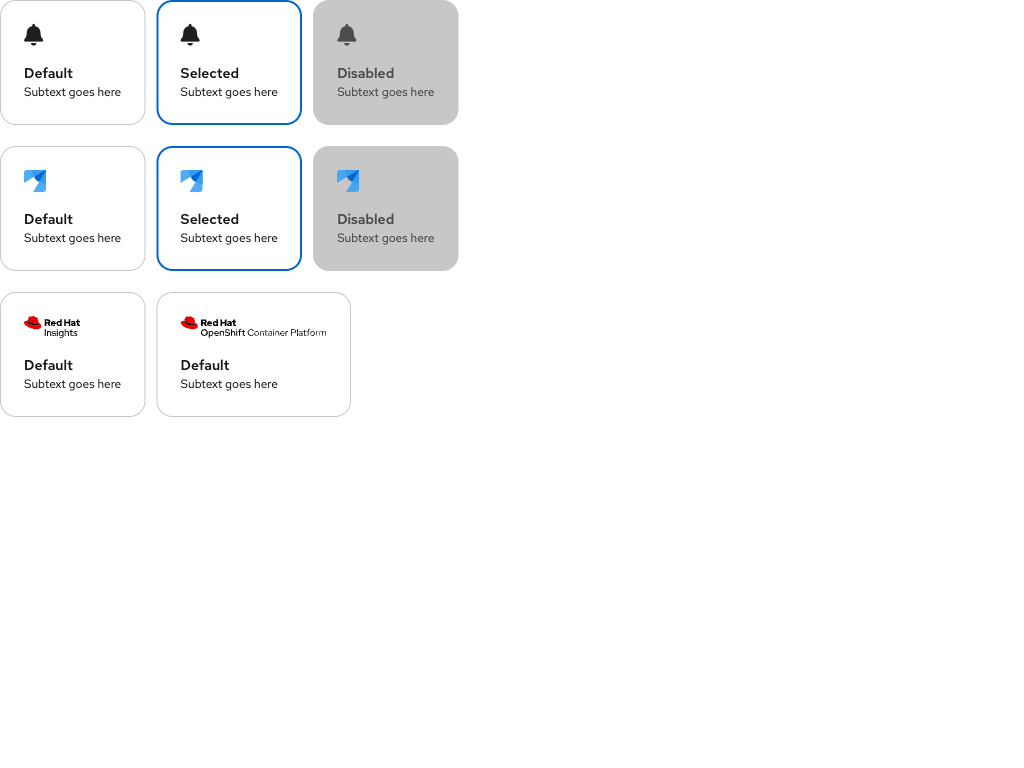 Default
Subtext goes here
Selected
Subtext goes here
Disabled
Subtext goes here
Default
Subtext goes here
Selected
Subtext goes here
Disabled
Subtext goes here
Red Hat
Insights
Default
Subtext goes here
Red Hat
OpenShift Container Platform
Default
Subtext goes here